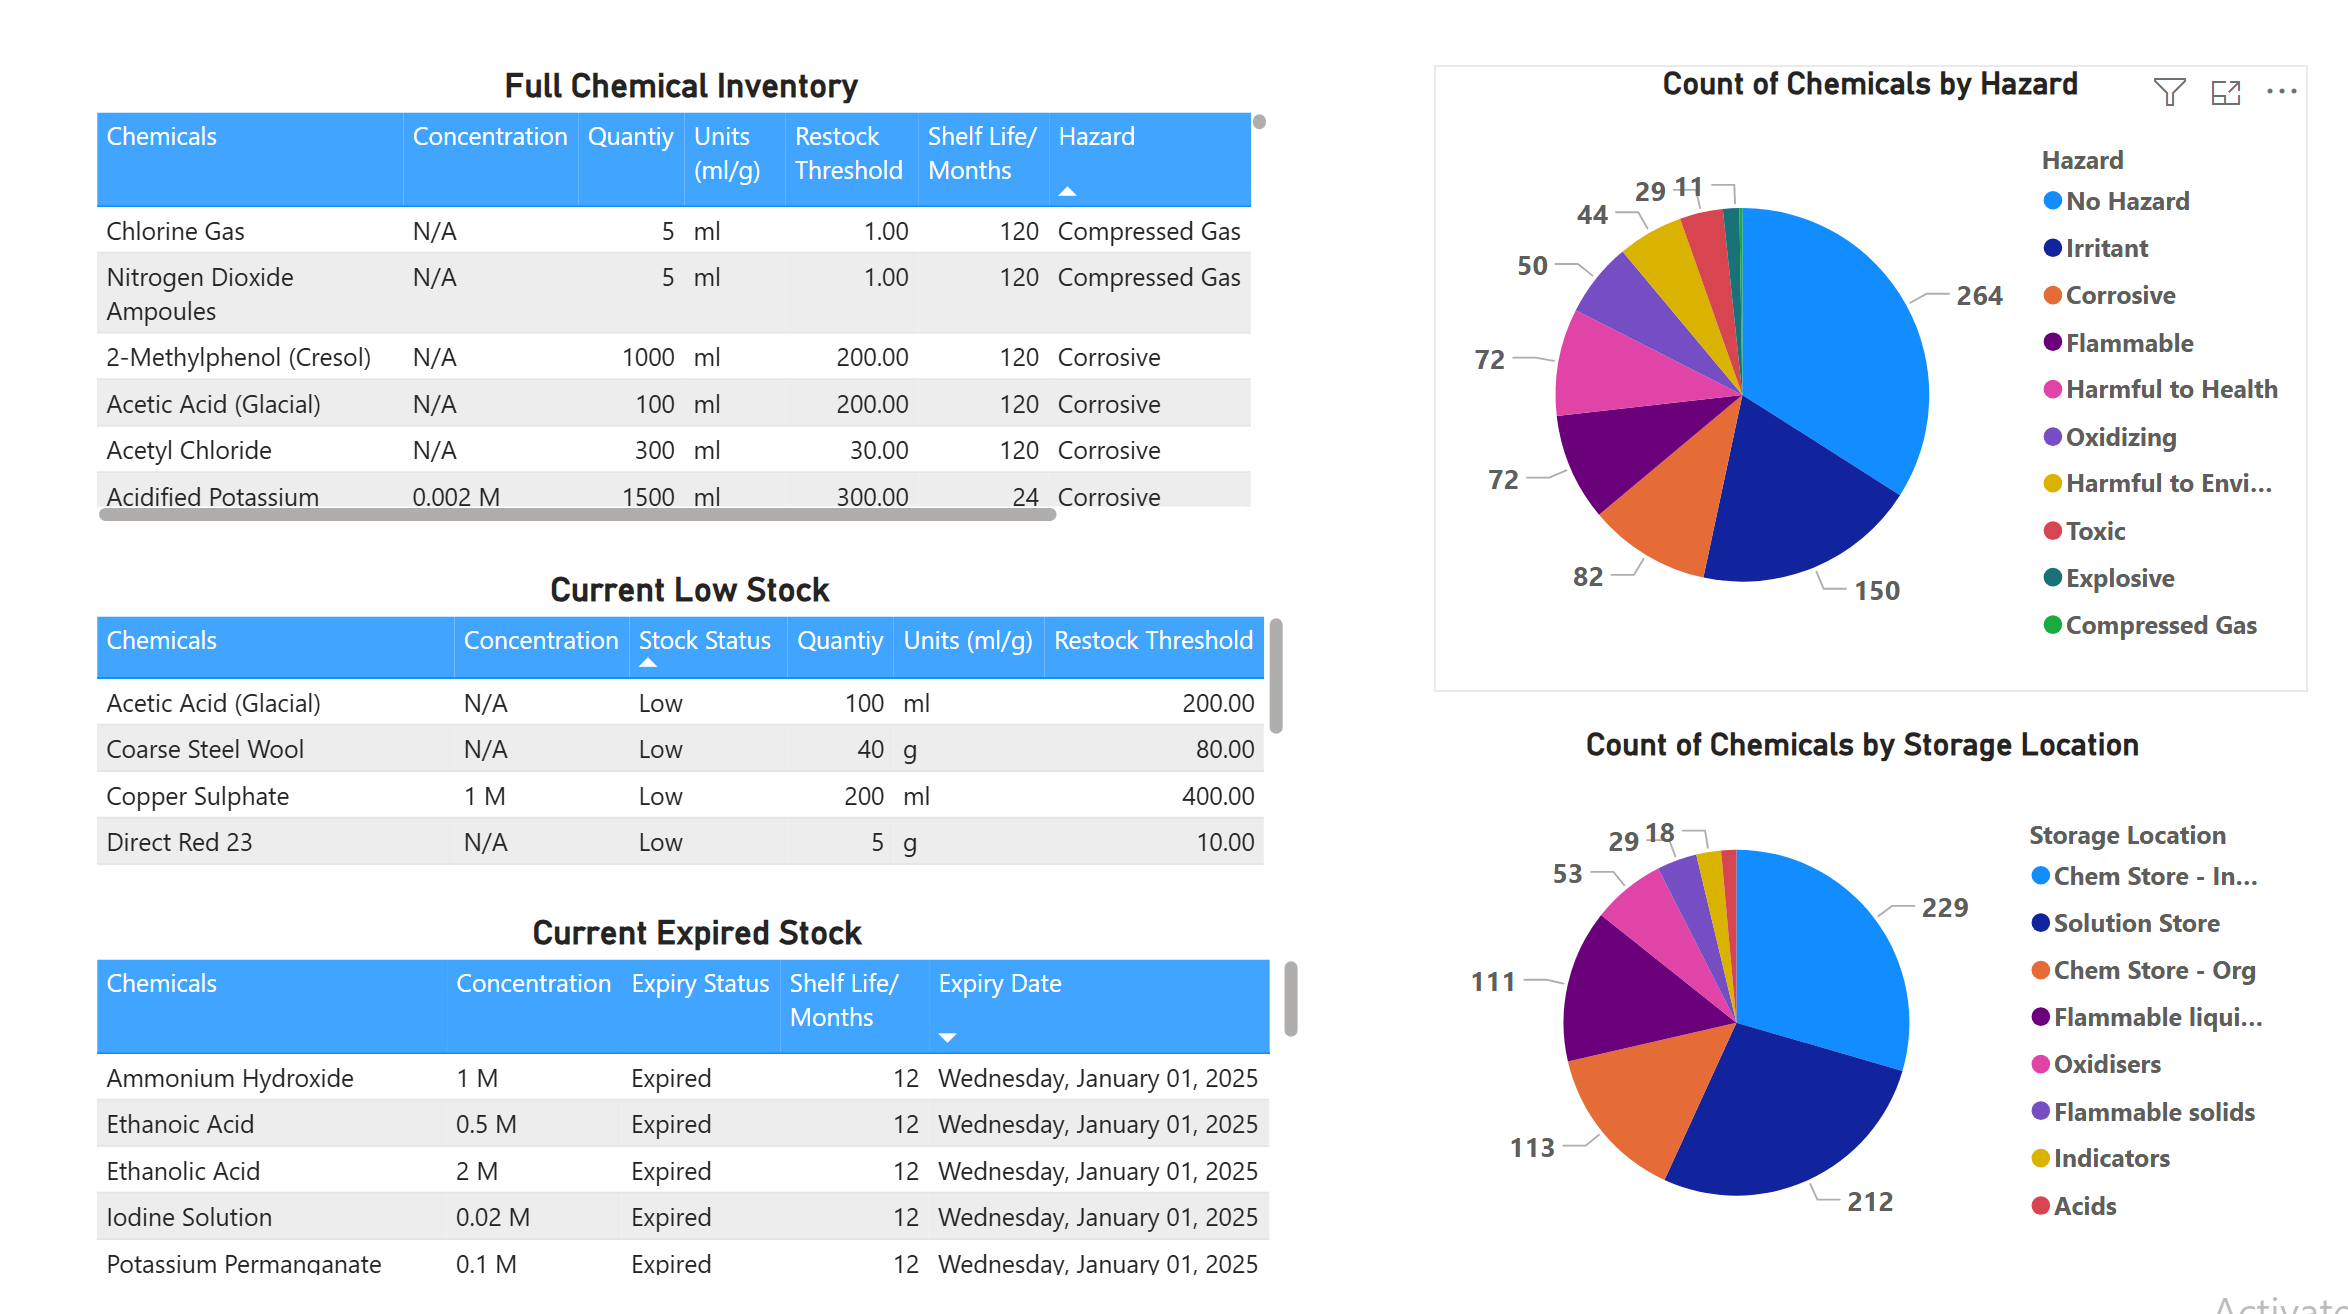 Full Chemical Inventory
Chemicals Concentration Quantiy Units (ml/g) Restock Threshold Shelf Life/ Months Hazard
Chlorine Gas N/A 5 ml 1.00 120 Compressed Gas
Nitrogen Dioxide Ampoules N/A 5 ml 1.00 120 Compressed Gas
2-Methylphenol (Cresol) N/A 1000 ml 200.00 120 Corrosive
Acetic Acid (Glacial) N/A 100 ml 200.00 120 Corrosive
Acetyl Chloride N/A 300 ml 30.00 120 Corrosive
Acidified Potassium 0.002 M 1500 ml 300.00 24 Corrosive
Current Low Stock
Chemicals Concentration Stock Status Quantiy Units (ml/g) Restock Threshold
Acetic Acid (Glacial) N/A Low 100 ml 200.00
Coarse Steel Wool N/A Low 40 g 80.00
Copper Sulphate 1 M Low 200 ml 400.00
Direct Red 23 N/A Low 5 g 10.00
Current Expired Stock
Chemicals Concentration Expiry Status Shelf Life/ Months Expiry Date
Ammonium Hydroxide 1 M Expired 12 Wednesday, January 01, 2025
Ethanoic Acid 0.5 M Expired 12 Wednesday, January 01, 2025
Ethanolic Acid 2 M Expired 12 Wednesday, January 01, 2025
Iodine Solution 0.02 M Expired 12 Wednesday, January 01, 2025
Potassium Permanganate 0.1 M Expired 12 Wednesday, January 01, 2025
Count of Chemicals by Hazard
264
150
82
72
72
50
44
29
11
Hazard
No Hazard
Irritant
Corrosive
Flammable
Harmful to Health
Oxidizing
Harmful to Envi...
Toxic
Explosive
Compressed Gas
Count of Chemicals by Storage Location
229
212
113
111
53
29
18
Storage Location
Chem Store - In...
Solution Store
Chem Store - Org
Flammable liqui...
Oxidisers
Flammable solids
Indicators
Acids